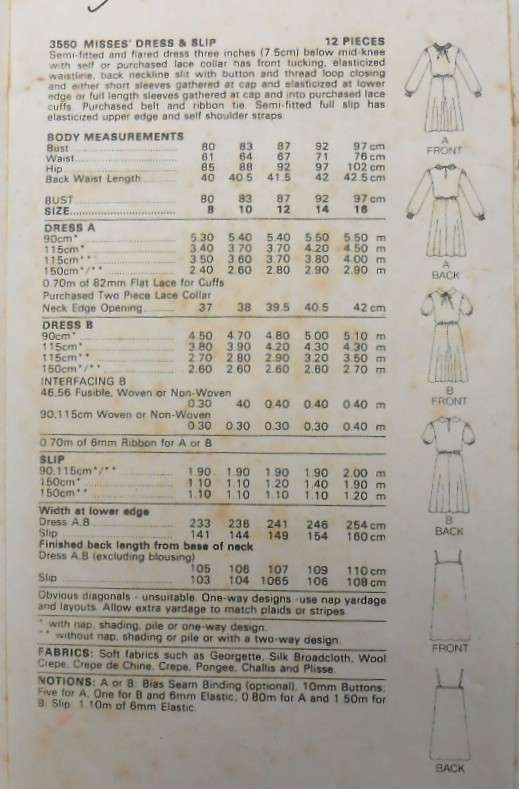 3550 MISSES' DRESS & SLIP 12 PIECES
Semi-fitted and flared dress three inches (7.5cm) below mid-knee
with self or purchased lace collar has front tucking, elasticized
waistline, back neckline slit with button and thread loop closing
and either short sleeves gathered at cap and elasticized at lower
edge or full length sleeves gathered at cap and into purchased lace
cuffs. Purchased belt and ribbon tie. Semi-fitted full slip has
elasticized upper edge and self shoulder straps.
BODY MEASUREMENTS
Bust 80 83 87 92 97 cm
Waist 61 64 67 71 76 cm
Hip 85 88 92 97 102 cm
Back Waist Length 40 40.5 41.5 42 42.5 cm
BUST 80 83 87 92 97 cm
SIZE 8 10 12 14 16
DRESS A
90cm* 5.30 5.40 5.40 5.50 5.50 m
115cm* 3.40 3.70 3.70 4.20 4.50 m
115cm** 3.50 3.60 3.70 3.80 4.00 m
150cm*/** 2.40 2.60 2.80 2.90 2.90 m
0.70m of 82mm Flat Lace for Cuffs
Purchased Two Piece Lace Collar
Neck Edge Opening 37 38 39.5 40.5 42 cm
DRESS B
90cm* 4.50 4.70 4.80 5.00 5.10 m
115cm* 3.80 3.90 4.20 4.30 4.30 m
115cm** 2.70 2.80 2.90 3.20 3.50 m
150cm*/** 2.60 2.60 2.60 2.60 2.70 m
INTERFACING B
46,56 Fusible, Woven or Non-Woven
0.30 40 0.40 0.40 0.40 m
90,115cm Woven or Non-Woven
0.30 0.30 0.30 0.30 0.40 m
0.70m of 6mm Ribbon for A or B
SLIP
90,115cm*/** 1.90 1.90 1.90 1.90 2.00 m
150cm* 1.10 1.10 1.20 1.40 1.90 m
150cm** 1.10 1.10 1.10 1.10 1.20 m
Width at lower edge
Dress A,B 233 236 241 246 254 cm
Slip 141 144 149 154 160 cm
Finished back length from base of neck
Dress A,B (excluding blousing)
105 106 107 109 110 cm
Slip 103 104 1065 106 108 cm
Obvious diagonals - unsuitable. One-way designs -use nap yardage
and layouts. Allow extra yardage to match plaids or stripes.
* with nap, shading, pile or one-way design.
** without nap, shading or pile or with a two-way design.
FABRICS: Soft fabrics such as Georgette, Silk Broadcloth, Wool
Crepe, Crepe de Chine, Crepe, Pongee, Challis and Plisse.
NOTIONS: A or B: Bias Seam Binding (optional), 10mm Buttons:
Five for A, One for B and 6mm Elastic; 0.80m for A and 1.50m for
B. Slip: 1.10m of 6mm Elastic.
A
FRONT
A
BACK
B
FRONT
B
BACK
FRONT
BACK